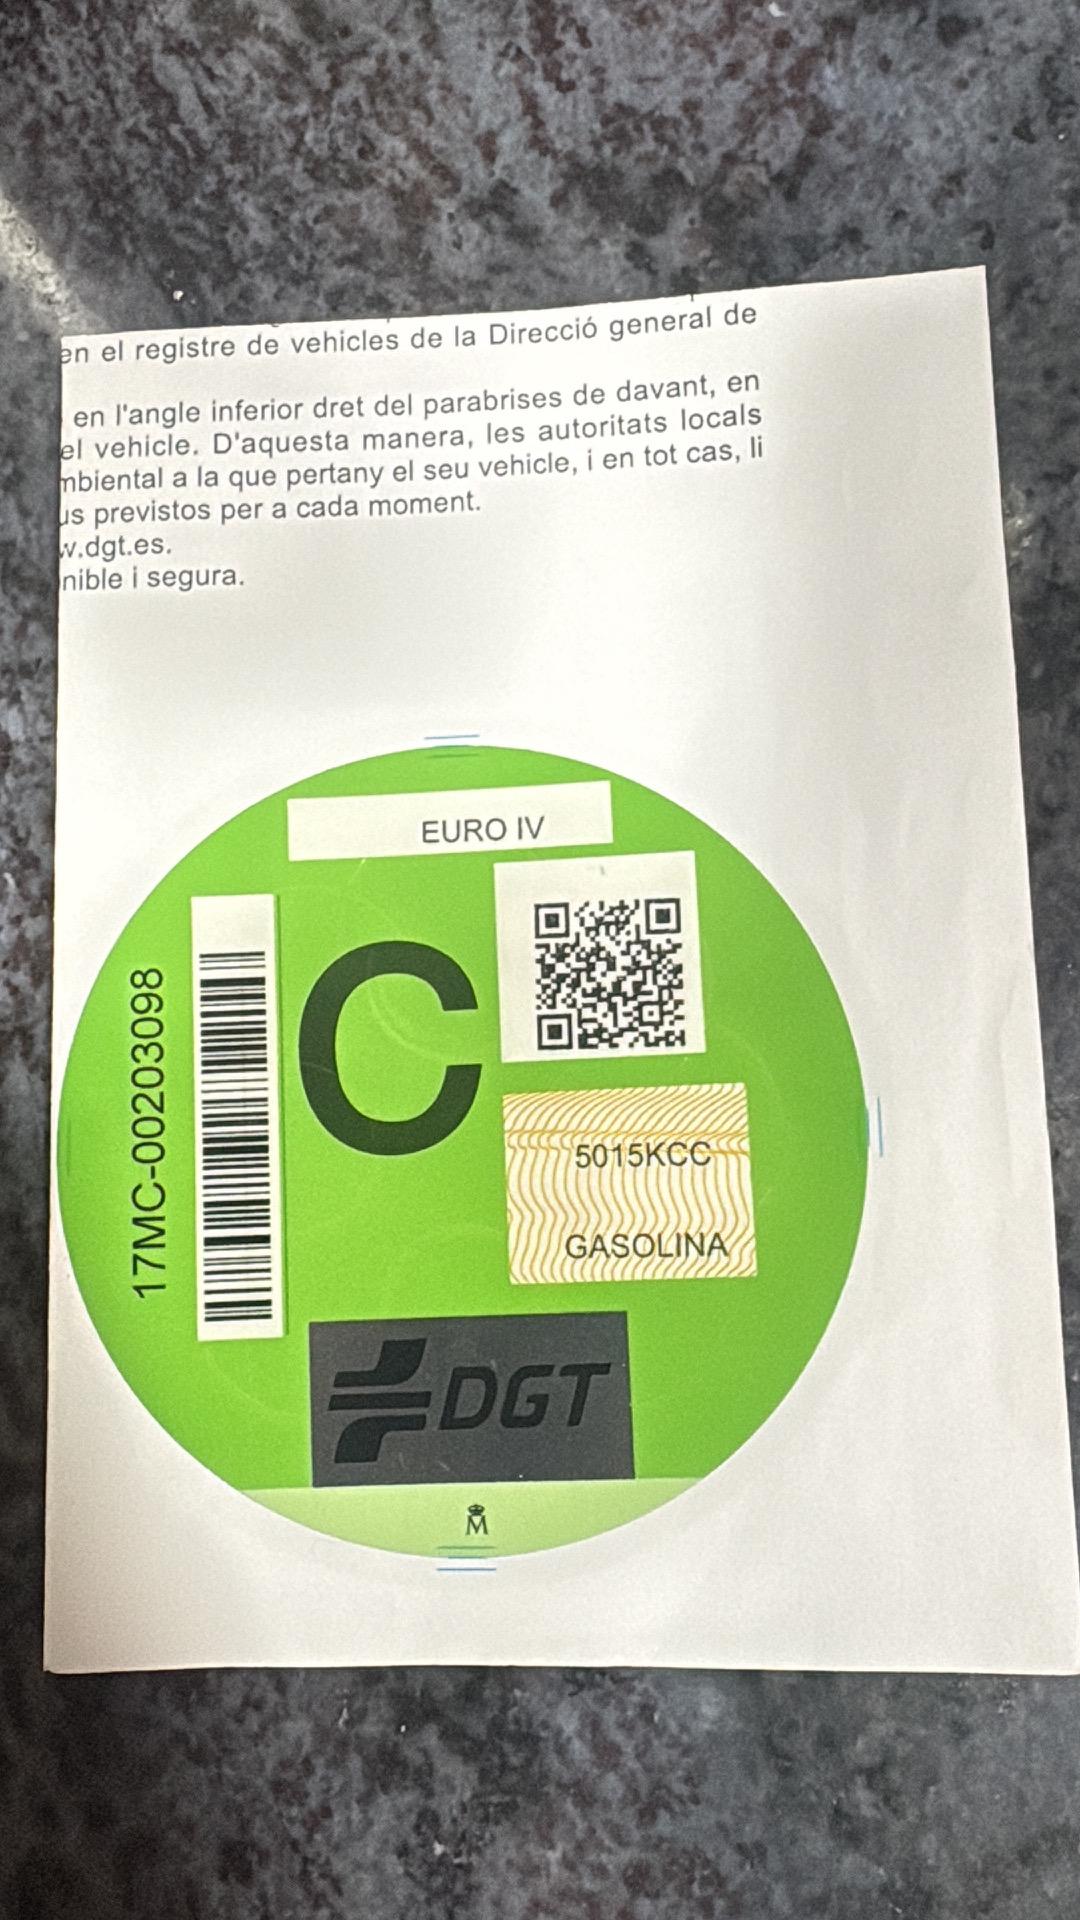 en el registre de vehicles de la Direcció general de
en l'angle inferior dret del parabrises de davant, en
el vehicle. D'aquesta manera, les autoritats locals
mbiental a la que pertany el seu vehicle, i en tot cas, li
us previstos per a cada moment.
w.dgt.es.
nible i segura.
EURO IV
17MC-00203098
C
5015KCC
GASOLINA
DGT
M